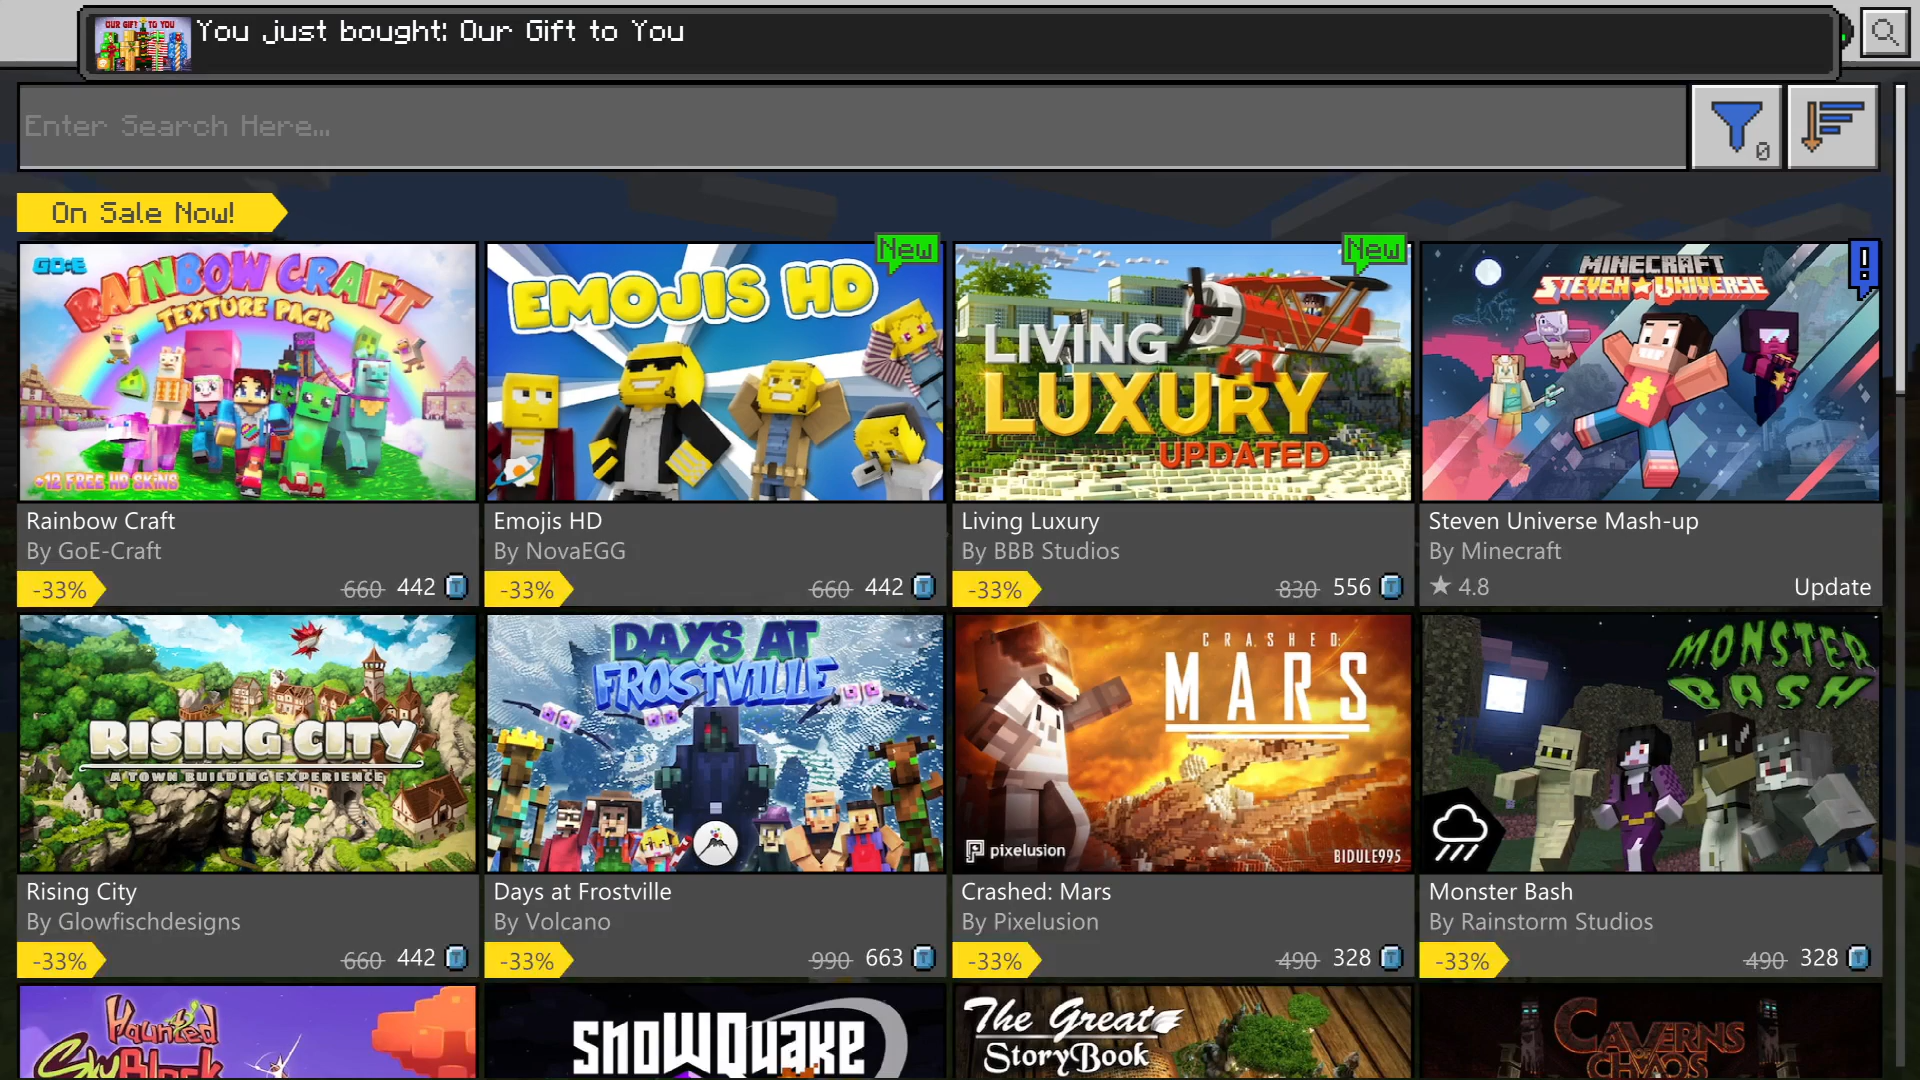 OUR GIFT TO YOU
You just bought: Our Gift to You
Enter Search Here...
0
On Sale Now!
GO:E
RAINBOW CRAFT
TEXTURE PACK
+12 FREE HD SKINS
New
EMOJIS HD
New
LIVING
LUXURY
UPDATED
MINECRAFT
STEVEN UNIVERSE
!
Rainbow Craft
By GoE-Craft
-33%
660 442
Emojis HD
By NovaEGG
-33%
660 442
Living Luxury
By BBB Studios
-33%
830 556
Steven Universe Mash-up
By Minecraft
★ 4.8
Update
RISING CITY
A TOWN BUILDING EXPERIENCE
DAYS AT
FROSTVILLE
CRASHED:
MARS
pixelusion
BIDULE995
MONSTER
BASH
Rising City
By Glowfischdesigns
-33%
660 442
Days at Frostville
By Volcano
-33%
990 663
Crashed: Mars
By Pixelusion
-33%
490 328
Monster Bash
By Rainstorm Studios
-33%
490 328
Haunted
SkyBlock
SNOWQUAKE
The Great
StoryBook
CAVERNS
OF
CHAOS